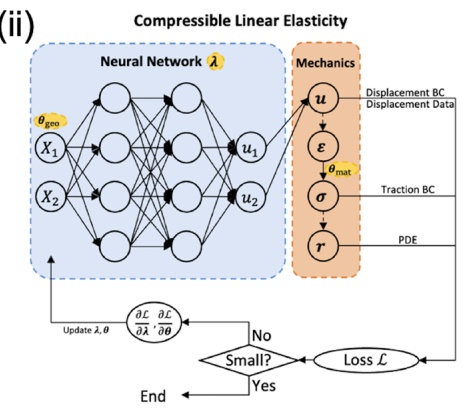 (ii)
Compressible Linear Elasticity
Neural Network λ
Mechanics
θgeo
X1
X2
u1
u2
u
ε
θmat
σ
r
Displacement BC
Displacement Data
Traction BC
PDE
Loss ℒ
Small?
No
Yes
End
∂ℒ/∂λ, ∂ℒ/∂θ
Update λ, θ